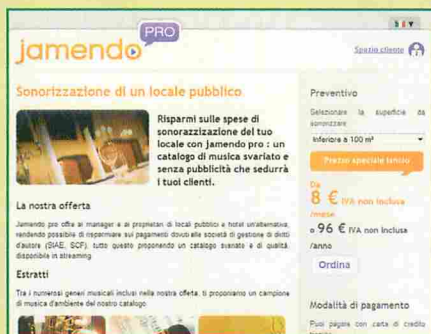 jamendo PRO
Spazio cliente
Sonorizzazione di un locale pubblico
Risparmi sulle spese di
sonorazzizazione del tuo
locale con jamendo pro : un
catalogo di musica svariato e
senza pubblicità che sedurrà
i tuoi clienti.
La nostra offerta
Jamendo pro offre ai manager e ai proprietari di locali pubblici e hotel un'alternativa,
rendendo possibile di risparmiare sui pagamenti dovuti alle società di gestione di diritti
d'autore (SIAE, SCF), tutto questo proponendo un catalogo svariato e di qualità,
disponibile in streaming.
Estratti
Tra i numerosi generi musicali inclusi nella nostra offerta, ti proponiamo un campione
di musica d'ambiente del nostro catalogo.
Preventivo
Selezionare la superficie da
sonorizzare
Inferiore a 100 m²
Prezzo speciale lancio
Da
8 € IVA non inclusa
/mese
o 96 € IVA non inclusa
/anno
Ordina
Modalità di pagamento
Puoi pagare con carta di credito